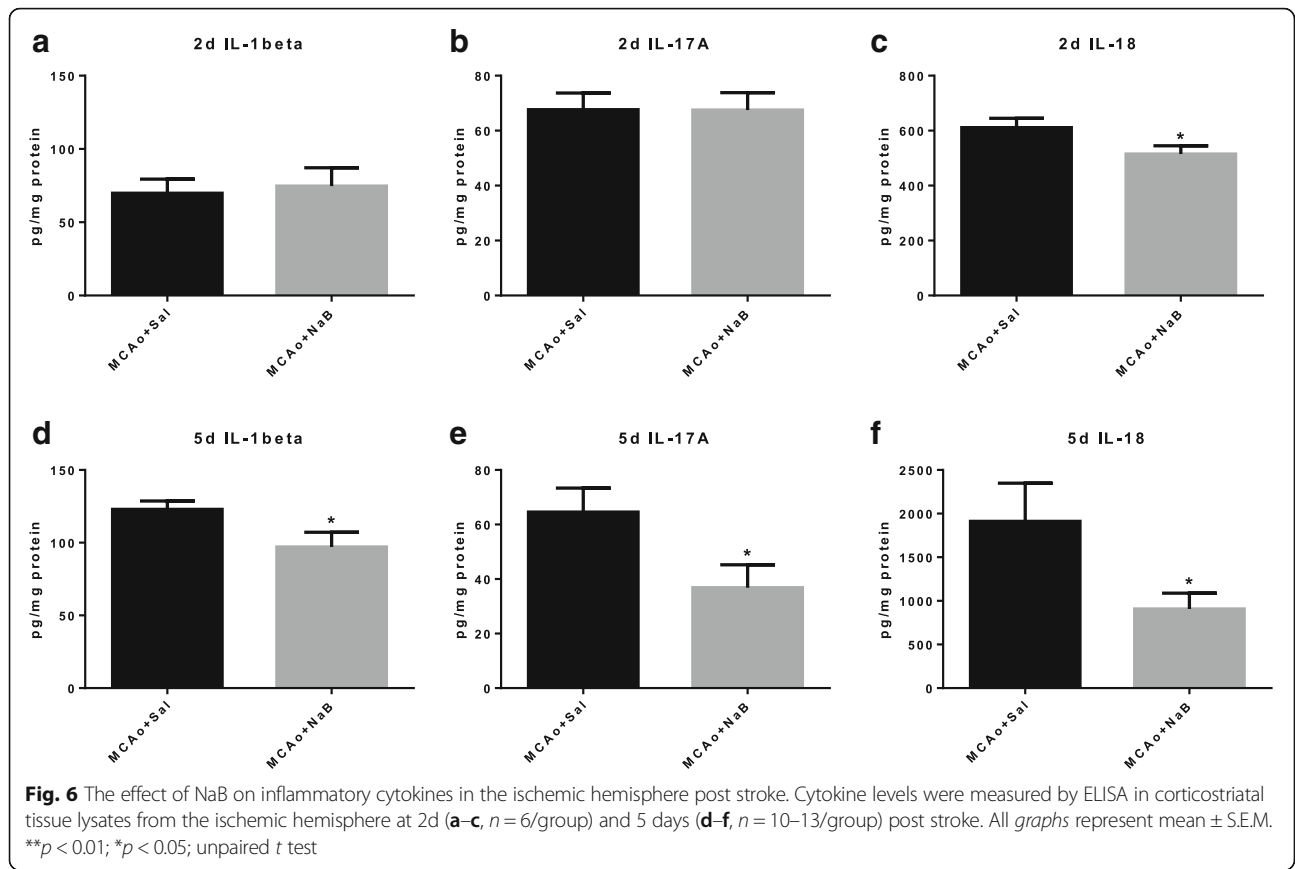 a
2d IL-1beta
pg/mg protein
150
100
50
0
MCAo+Sal
MCAo+NaB
b
2d IL-17A
pg/mg protein
80
60
40
20
0
MCAo+Sal
MCAo+NaB
c
2d IL-18
pg/mg protein
800
600
400
200
0
*
MCAo+Sal
MCAo+NaB
d
5d IL-1beta
pg/mg protein
150
100
50
0
*
MCAo+Sal
MCAo+NaB
e
5d IL-17A
pg/mg protein
80
60
40
20
0
*
MCAo+Sal
MCAo+NaB
f
5d IL-18
pg/mg protein
2500
2000
1500
1000
500
0
*
MCAo+Sal
MCAo+NaB
Fig. 6 The effect of NaB on inflammatory cytokines in the ischemic hemisphere post stroke. Cytokine levels were measured by ELISA in corticostriatal
tissue lysates from the ischemic hemisphere at 2d (a–c, n = 6/group) and 5 days (d–f, n = 10–13/group) post stroke. All graphs represent mean ± S.E.M.
**p < 0.01; *p < 0.05; unpaired t test